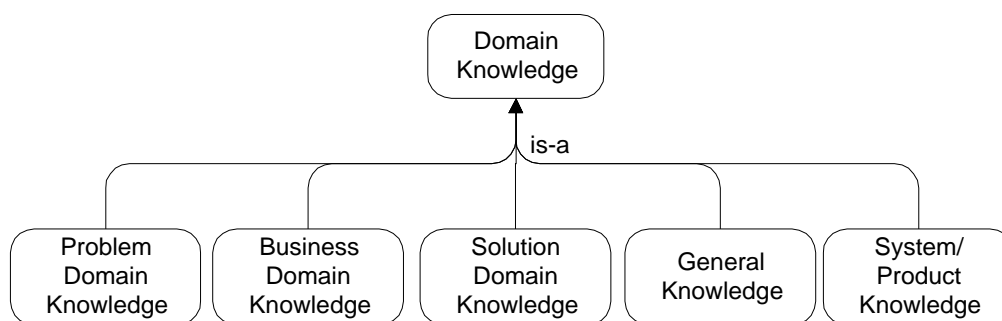 Domain
Knowledge
is-a
Problem
Domain
Knowledge
Business
Domain
Knowledge
Solution
Domain
Knowledge
General
Knowledge
System/
Product
Knowledge